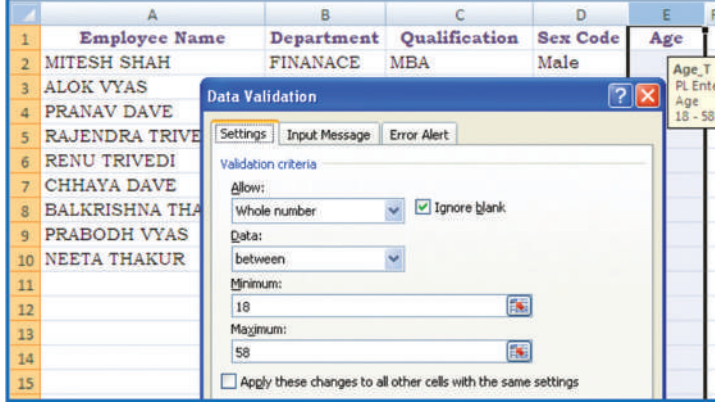 A B C D E F
1 Employee Name Department Qualification Sex Code Age
2 MITESH SHAH FINANACE MBA Male
Age_T
PL Ente
Age
18 - 58
3 ALOK VYAS
4 PRANAV DAVE
5 RAJENDRA TRIVE
6 RENU TRIVEDI
7 CHHAYA DAVE
8 BALKRISHNA THA
9 PRABODH VYAS
10 NEETA THAKUR
11
12
13
14
15
Data Validation
Settings Input Message Error Alert
Validation criteria
Allow:
Whole number Ignore blank
Data:
between
Minimum:
18
Maximum:
58
Apply these changes to all other cells with the same settings